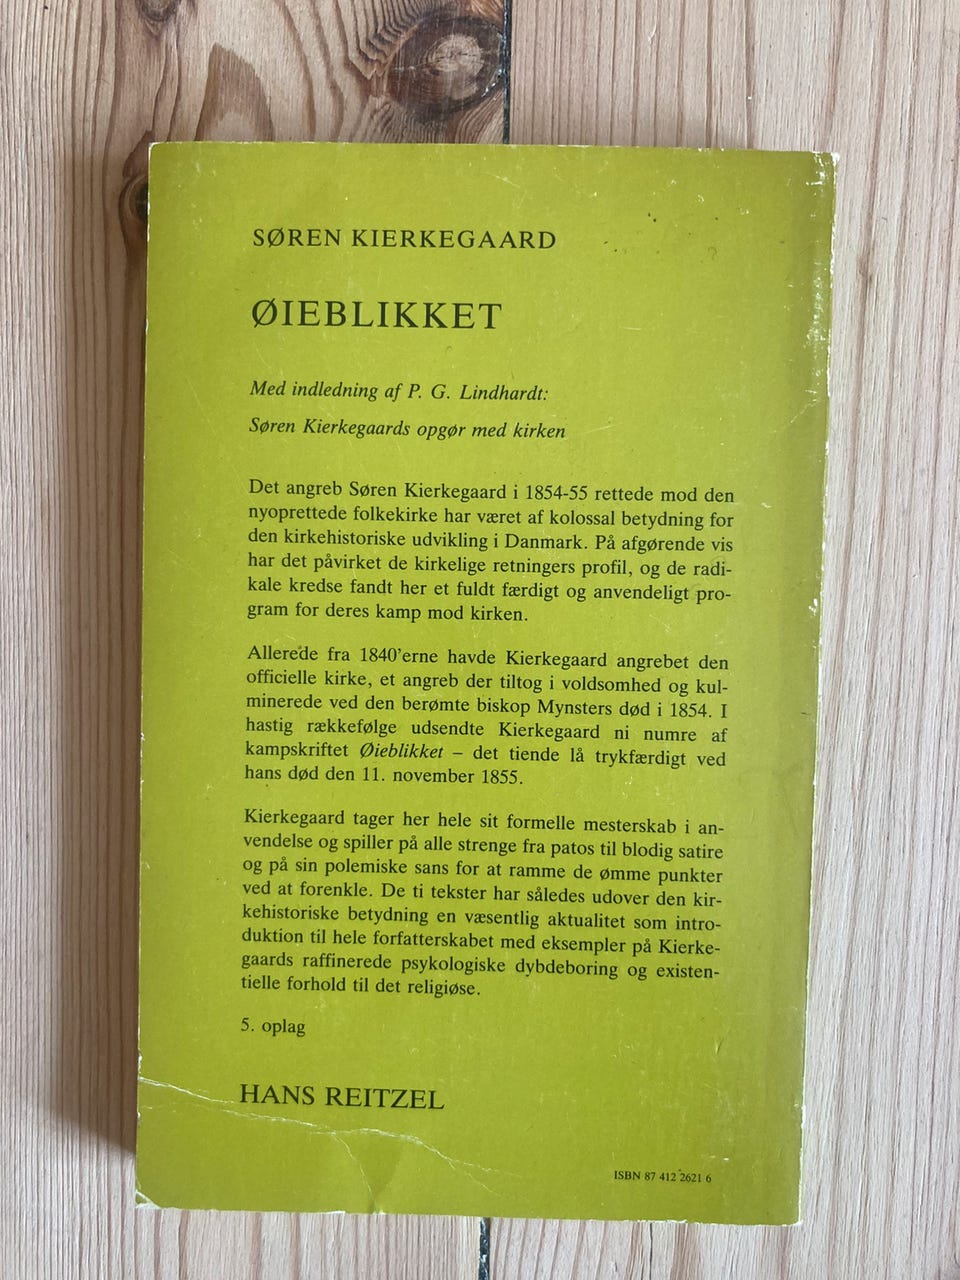 SØREN KIERKEGAARD
ØIEBLIKKET
Med indledning af P. G. Lindhardt:
Søren Kierkegaards opgør med kirken
Det angreb Søren Kierkegaard i 1854-55 rettede mod den
nyoprettede folkekirke har været af kolossal betydning for
den kirkehistoriske udvikling i Danmark. På afgørende vis
har det påvirket de kirkelige retningers profil, og de radi-
kale kredse fandt her et fuldt færdigt og anvendeligt pro-
gram for deres kamp mod kirken.
Allerede fra 1840'erne havde Kierkegaard angrebet den
officielle kirke, et angreb der tiltog i voldsomhed og kul-
minerede ved den berømte biskop Mynsters død i 1854. I
hastig rækkefølge udsendte Kierkegaard ni numre af
kampskriftet Øieblikket – det tiende lå trykfærdigt ved
hans død den 11. november 1855.
Kierkegaard tager her hele sit formelle mesterskab i an-
vendelse og spiller på alle strenge fra patos til blodig satire
og på sin polemiske sans for at ramme de ømme punkter
ved at forenkle. De ti tekster har således udover den kir-
kehistoriske betydning en væsentlig aktualitet som intro-
duktion til hele forfatterskabet med eksempler på Kierke-
gaards raffinerede psykologiske dybdeboring og existen-
tielle forhold til det religiøse.
5. oplag
HANS REITZEL
ISBN 87 412 2621 6